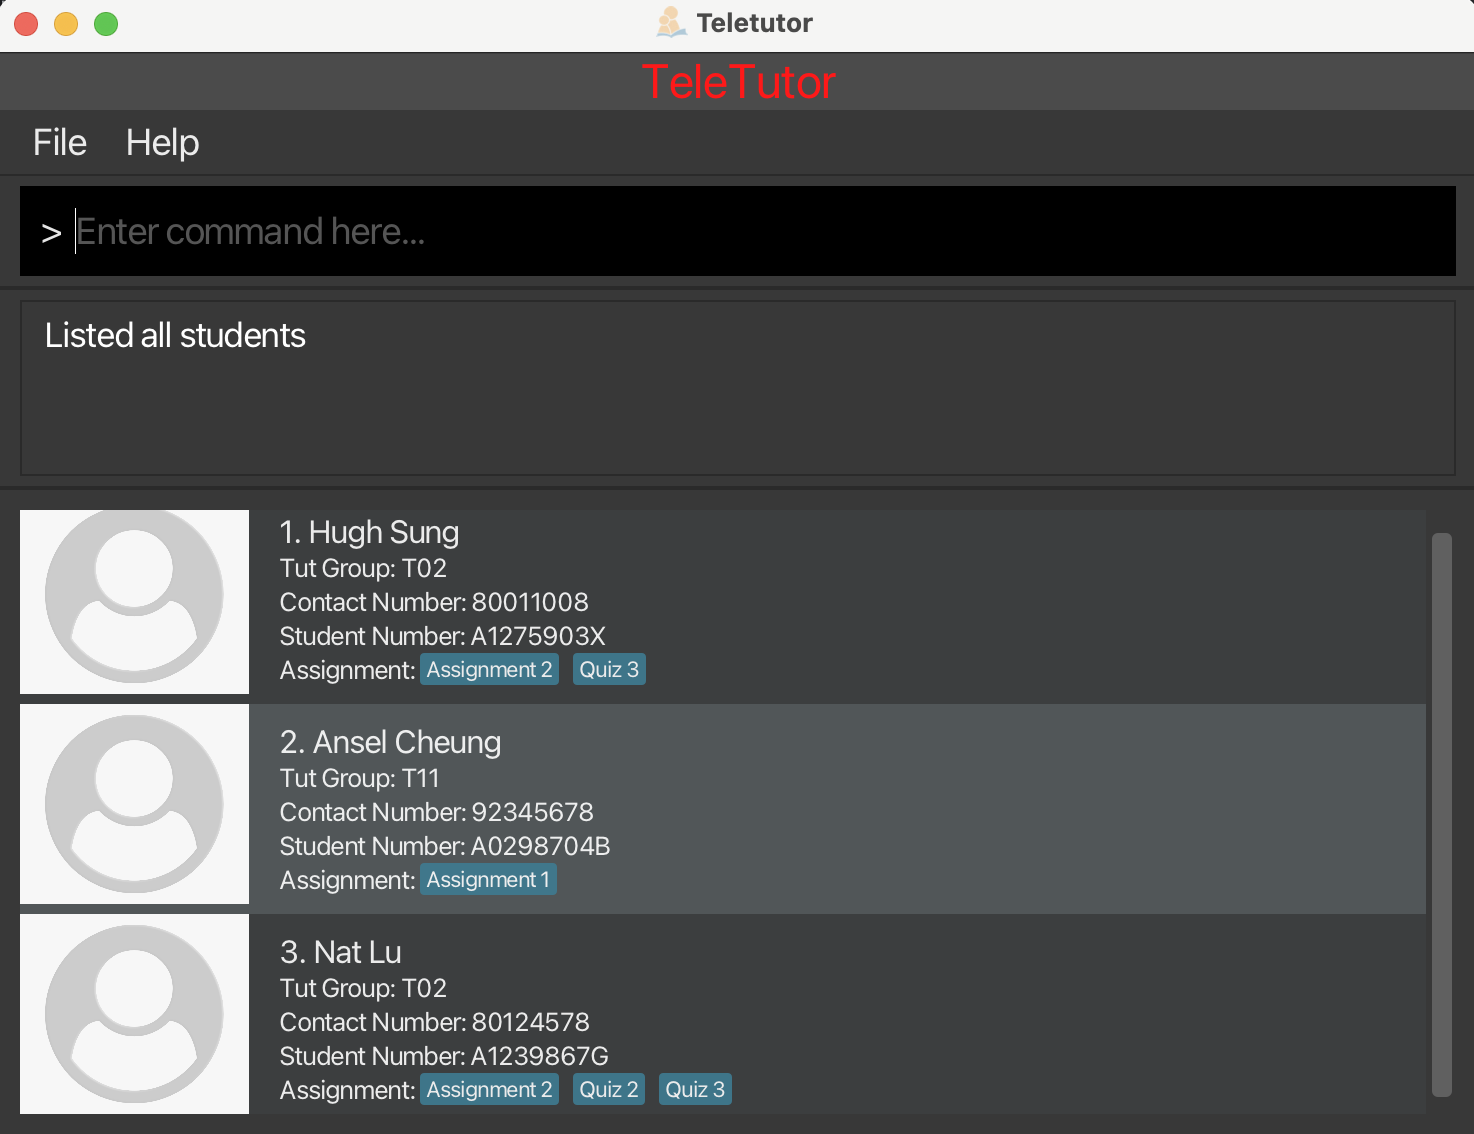 Teletutor
TeleTutor
File Help
> Enter command here...
Listed all students
1. Hugh Sung
Tut Group: T02
Contact Number: 80011008
Student Number: A1275903X
Assignment: Assignment 2 Quiz 3
2. Ansel Cheung
Tut Group: T11
Contact Number: 92345678
Student Number: A0298704B
Assignment: Assignment 1
3. Nat Lu
Tut Group: T02
Contact Number: 80124578
Student Number: A1239867G
Assignment: Assignment 2 Quiz 2 Quiz 3